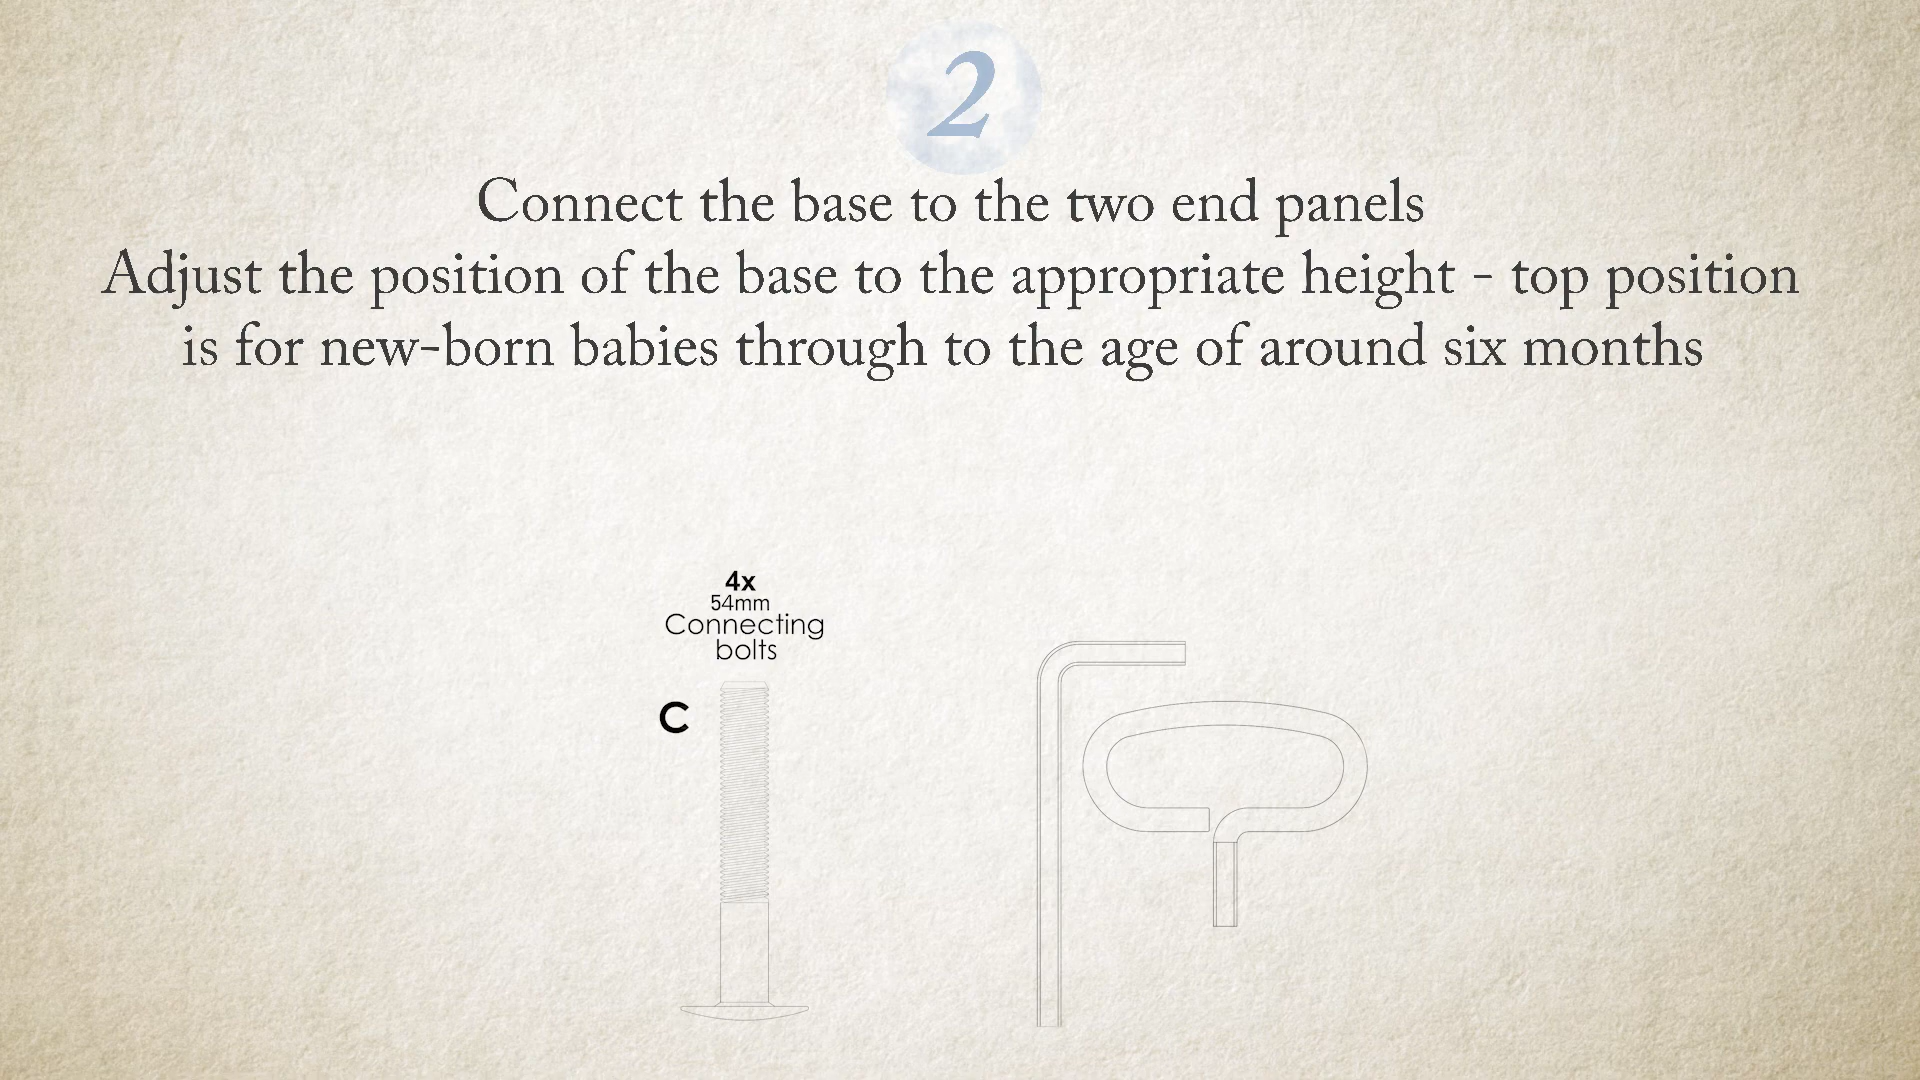 2
Connect the base to the two end panels
Adjust the position of the base to the appropriate height - top position
is for new-born babies through to the age of around six months
4x
54mm
Connecting
bolts
C